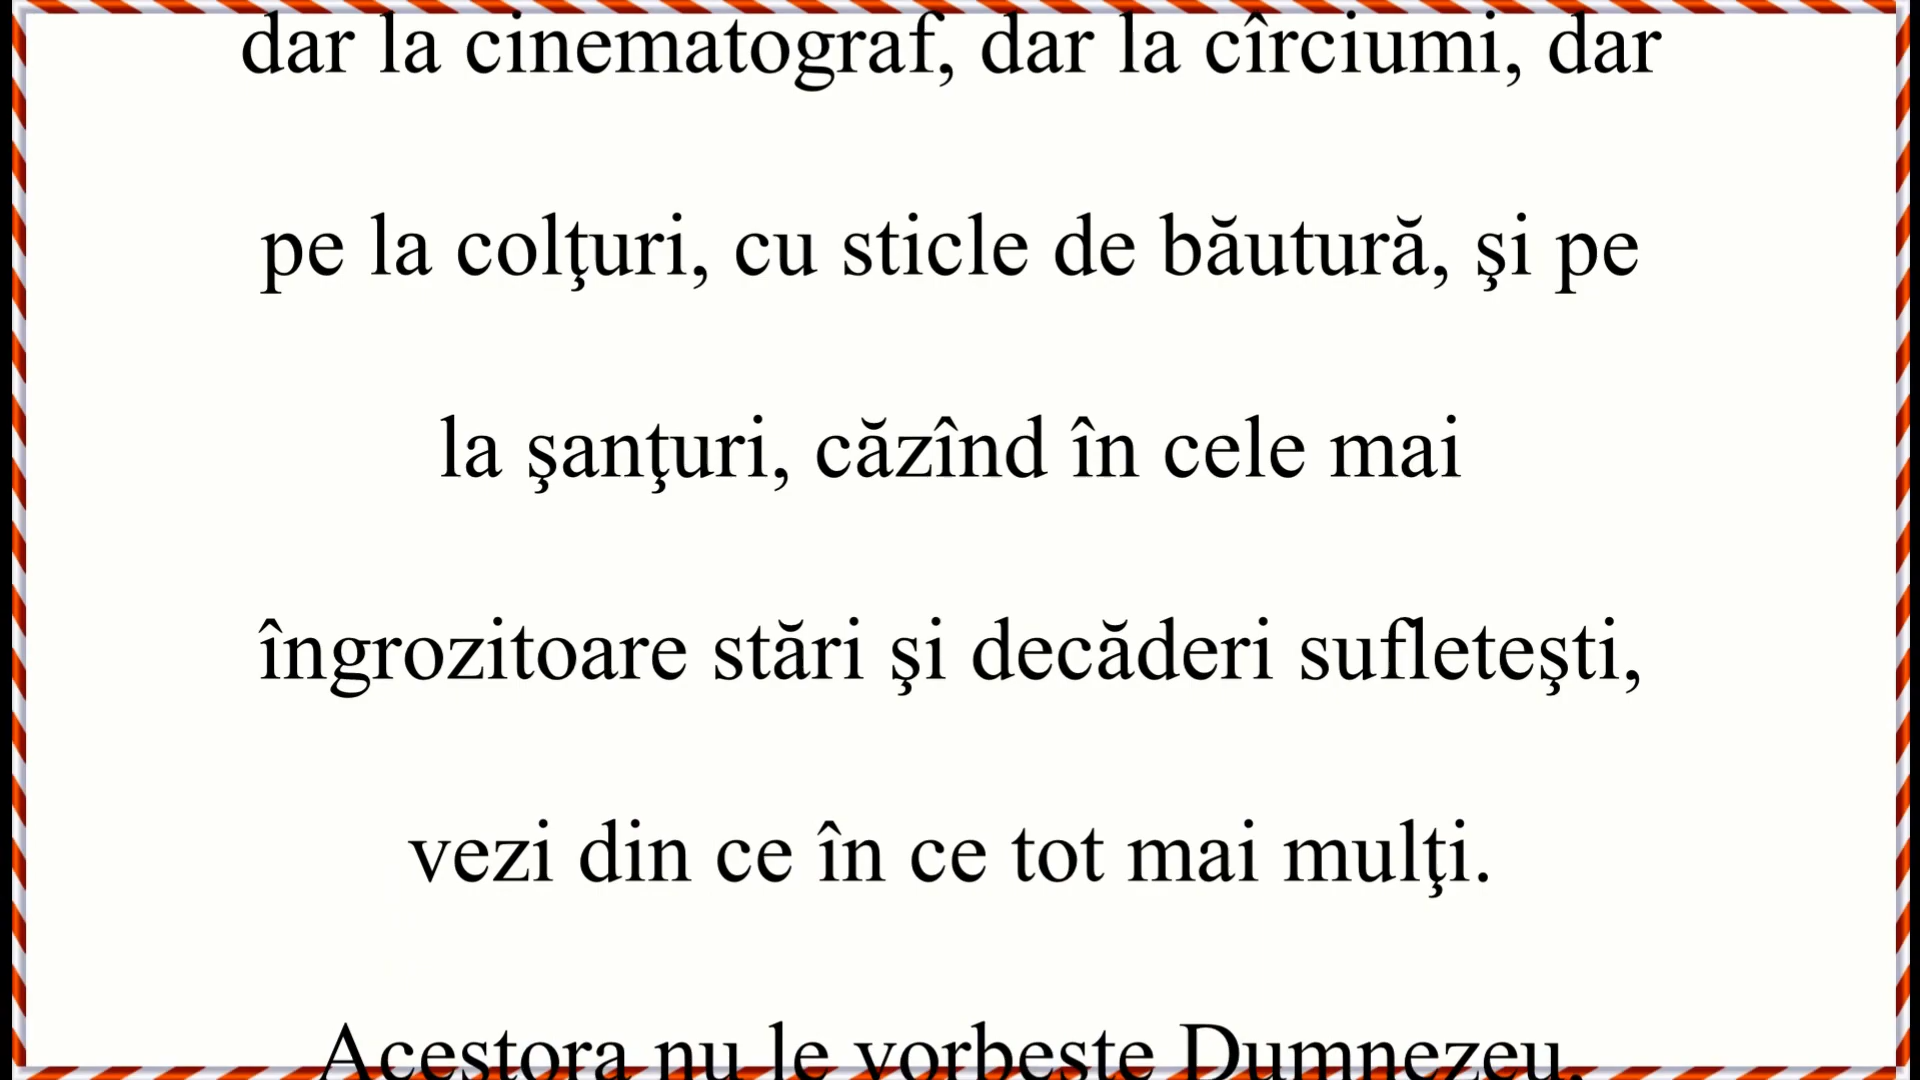 dar la cinematograf, dar la cîrciumi, dar
pe la colţuri, cu sticle de băutură, şi pe
la şanţuri, căzînd în cele mai
îngrozitoare stări şi decăderi sufleteşti,
vezi din ce în ce tot mai mulţi.
Acestora nu le vorbeşte Dumnezeu,